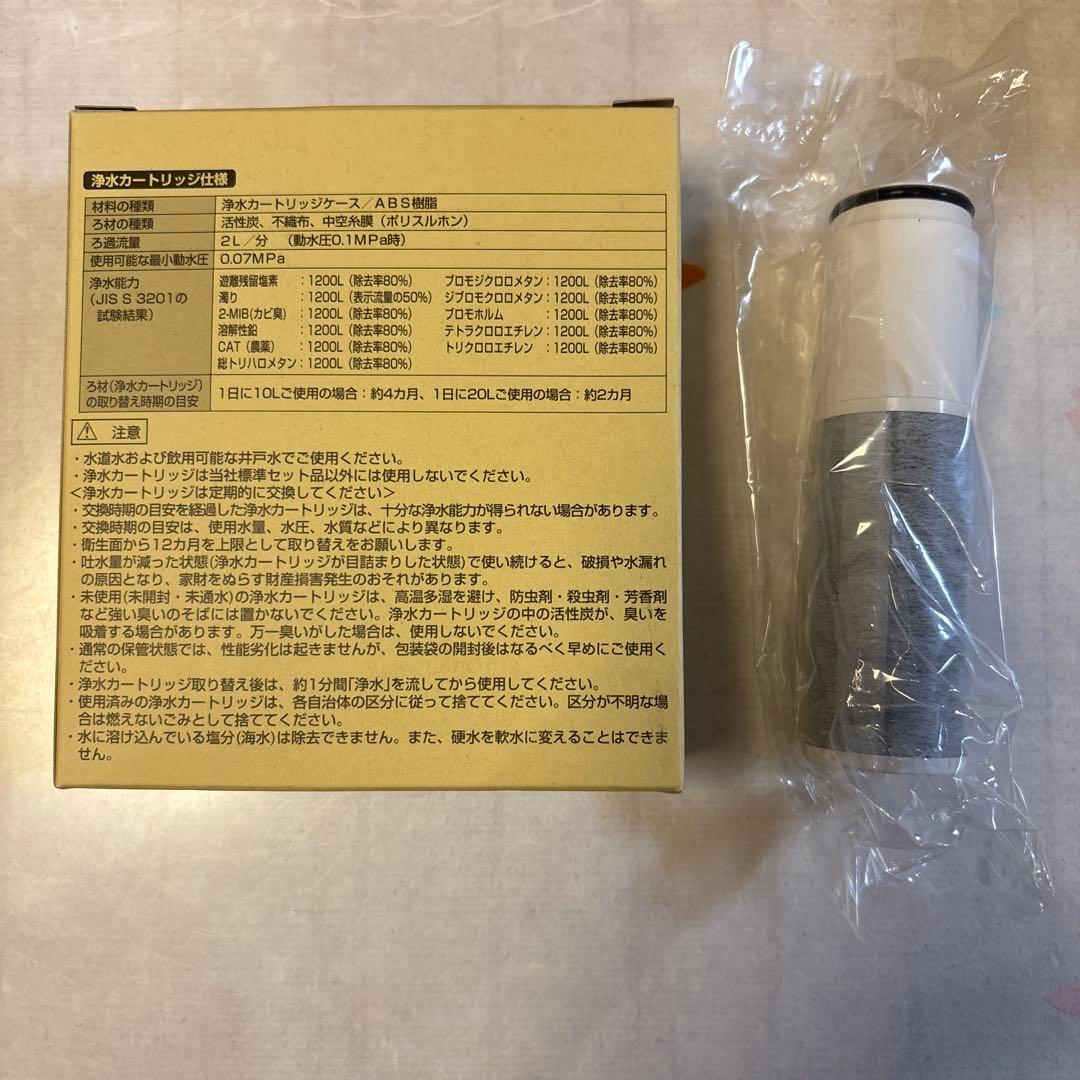 浄水カートリッジ仕様
材料の種類 浄水カートリッジケース/ABS樹脂
ろ材の種類 活性炭、不織布、中空糸膜(ポリスルホン)
ろ過流量 2L/分 (動水圧0.1MPa時)
使用可能な最小動水圧 0.07MPa
浄水能力
(JIS S 3201の
試験結果)
遊離残留塩素 :1200L(除去率80%) ブロモジクロロメタン:1200L(除去率80%)
濁り :1200L(表示流量の50%) ジブロモクロロメタン:1200L(除去率80%)
2-MIB(カビ臭) :1200L(除去率80%) ブロモホルム :1200L(除去率80%)
溶解性鉛 :1200L(除去率80%) テトラクロロエチレン:1200L(除去率80%)
CAT(農薬) :1200L(除去率80%) トリクロロエチレン :1200L(除去率80%)
総トリハロメタン:1200L(除去率80%)
ろ材(浄水カートリッジ)
の取り替え時期の目安
1日に10Lご使用の場合:約4カ月、1日に20Lご使用の場合:約2カ月
注意
・水道水および飲用可能な井戸水でご使用ください。
・浄水カートリッジは当社標準セット品以外には使用しないでください。
<浄水カートリッジは定期的に交換してください>
・交換時期の目安を経過した浄水カートリッジは、十分な浄水能力が得られない場合があります。
・交換時期の目安は、使用水量、水圧、水質などにより異なります。
・衛生面から12カ月を上限として取り替えをお願いします。
・吐水量が減った状態(浄水カートリッジが目詰まりした状態)で使い続けると、破損や水漏れ
の原因となり、家財をぬらす財産損害発生のおそれがあります。
・未使用(未開封・未通水)の浄水カートリッジは、高温多湿を避け、防虫剤・殺虫剤・芳香剤
など強い臭いのそばには置かないでください。浄水カートリッジの中の活性炭が、臭いを
吸着する場合があります。万一臭いがした場合は、使用しないでください。
・通常の保管状態では、性能劣化は起きませんが、包装袋の開封後はなるべく早めにご使用く
ださい。
・浄水カートリッジ取り替え後は、約1分間「浄水」を流してから使用してください。
・使用済みの浄水カートリッジは、各自治体の区分に従って捨ててください。区分が不明な場
合は燃えないごみとして捨ててください。
・水に溶け込んでいる塩分(海水)は除去できません。また、硬水を軟水に変えることはできま
せん。